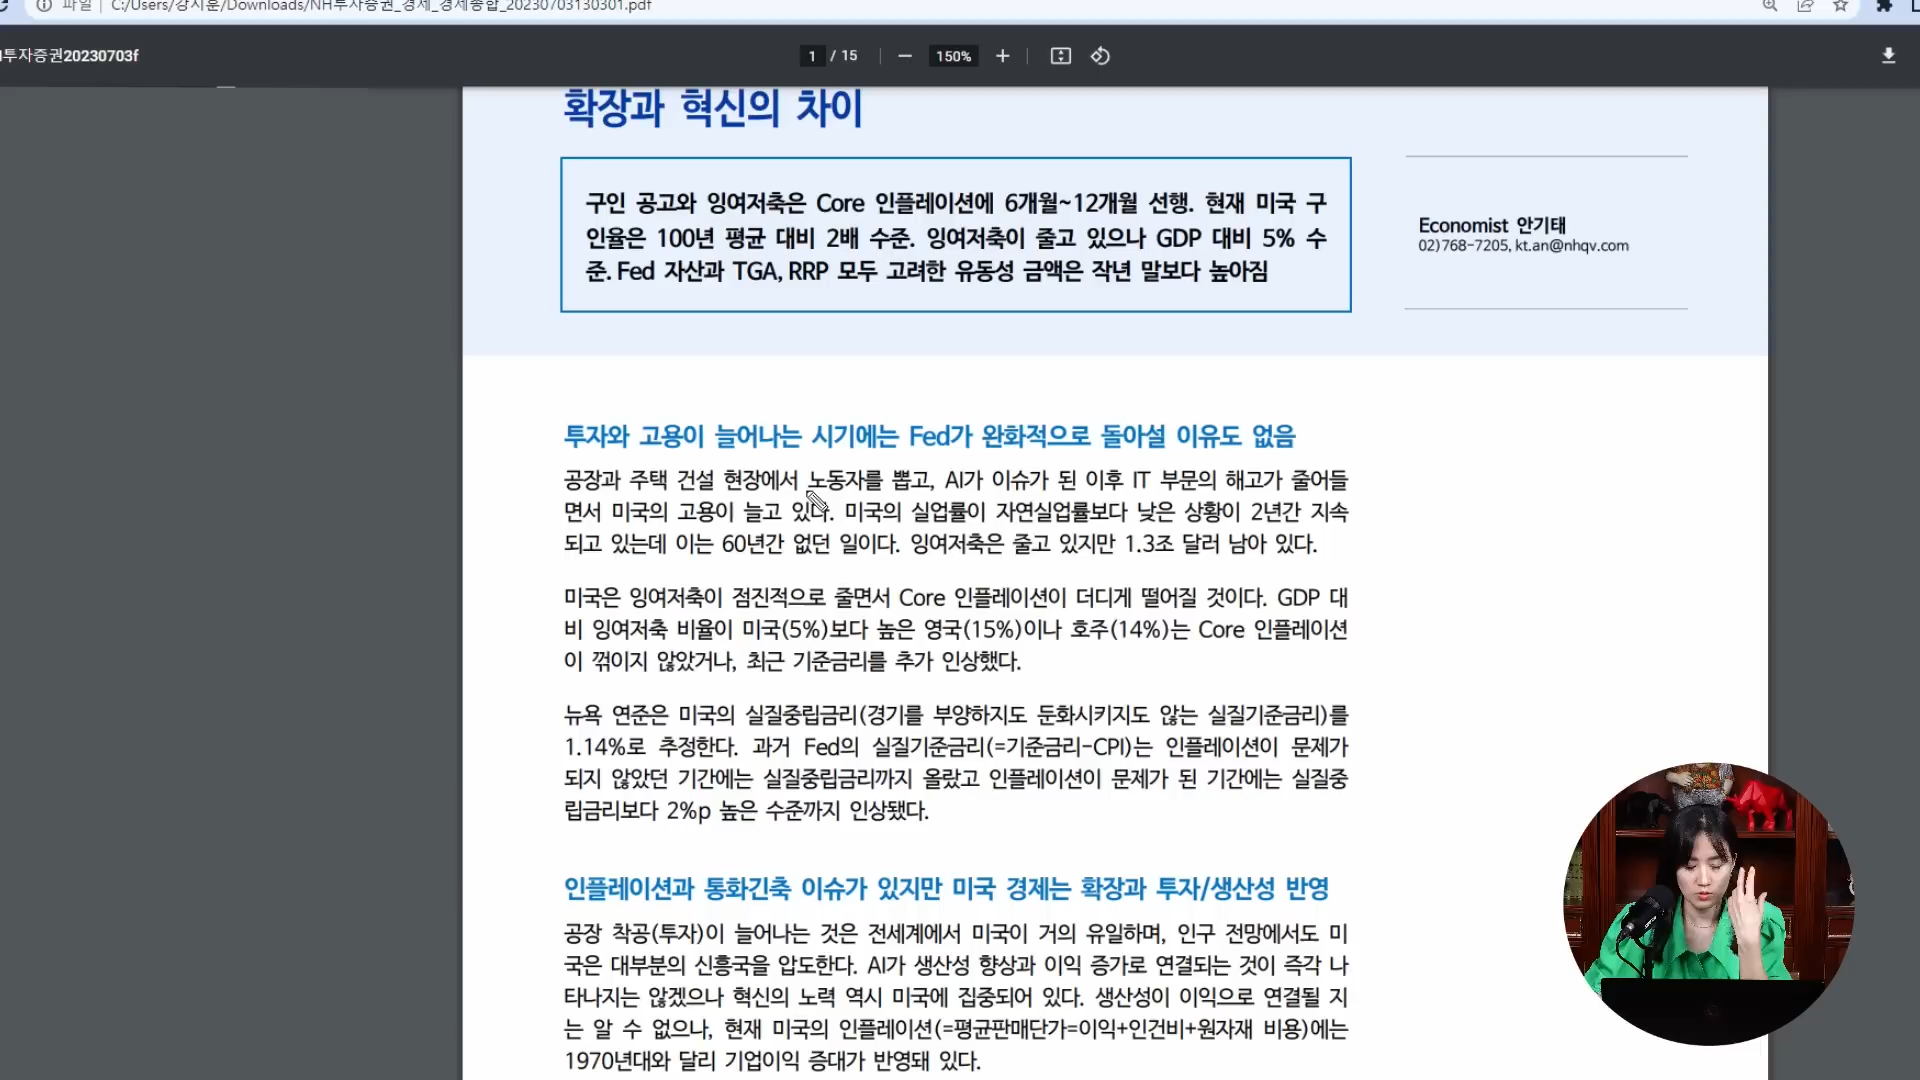 파일 | C:/Users/강지훈/Downloads/NH투자증권_경제_경제종합_20230703130301.pdf
투자증권20230703f
1 / 15
150%
확장과 혁신의 차이
구인 공고와 잉여저축은 Core 인플레이션에 6개월~12개월 선행. 현재 미국 구
인율은 100년 평균 대비 2배 수준. 잉여저축이 줄고 있으나 GDP 대비 5% 수
준. Fed 자산과 TGA, RRP 모두 고려한 유동성 금액은 작년 말보다 높아짐
Economist 안기태
02)768-7205, kt.an@nhqv.com
투자와 고용이 늘어나는 시기에는 Fed가 완화적으로 돌아설 이유도 없음
공장과 주택 건설 현장에서 노동자를 뽑고, AI가 이슈가 된 이후 IT 부문의 해고가 줄어들
면서 미국의 고용이 늘고 있다. 미국의 실업률이 자연실업률보다 낮은 상황이 2년간 지속
되고 있는데 이는 60년간 없던 일이다. 잉여저축은 줄고 있지만 1.3조 달러 남아 있다.
미국은 잉여저축이 점진적으로 줄면서 Core 인플레이션이 더디게 떨어질 것이다. GDP 대
비 잉여저축 비율이 미국(5%)보다 높은 영국(15%)이나 호주(14%)는 Core 인플레이션
이 꺾이지 않았거나, 최근 기준금리를 추가 인상했다.
뉴욕 연준은 미국의 실질중립금리(경기를 부양하지도 둔화시키지도 않는 실질기준금리)를
1.14%로 추정한다. 과거 Fed의 실질기준금리(=기준금리-CPI)는 인플레이션이 문제가
되지 않았던 기간에는 실질중립금리까지 올랐고 인플레이션이 문제가 된 기간에는 실질중
립금리보다 2%p 높은 수준까지 인상됐다.
인플레이션과 통화긴축 이슈가 있지만 미국 경제는 확장과 투자/생산성 반영
공장 착공(투자)이 늘어나는 것은 전세계에서 미국이 거의 유일하며, 인구 전망에서도 미
국은 대부분의 신흥국을 압도한다. AI가 생산성 향상과 이익 증가로 연결되는 것이 즉각 나
타나지는 않겠으나 혁신의 노력 역시 미국에 집중되어 있다. 생산성이 이익으로 연결될 지
는 알 수 없으나, 현재 미국의 인플레이션(=평균판매단가=이익+인건비+원자재 비용)에는
1970년대와 달리 기업이익 증대가 반영돼 있다.